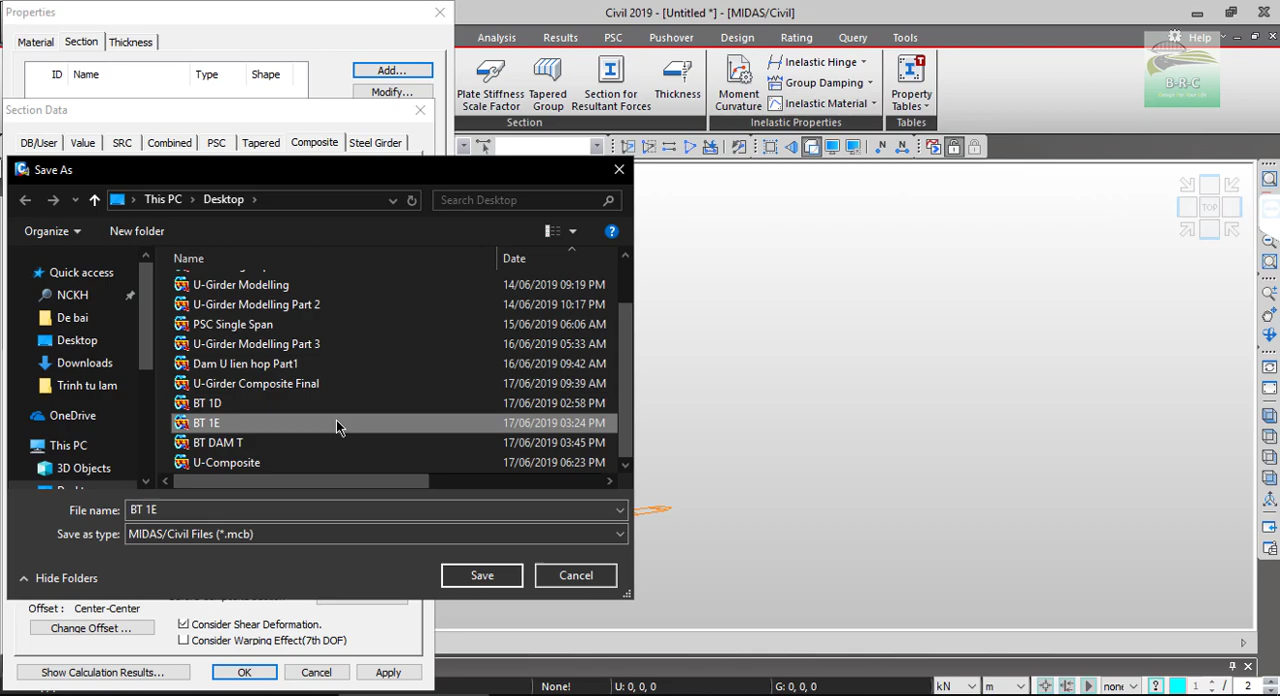 Properties
Civil 2019 - [Untitled *] - [MIDAS/Civil]
Material Section Thickness
Analysis Results PSC Pushover Design Rating Query Tools Help
ID Name Type Shape
Add...
Modify...
Plate Stiffness Scale Factor
Tapered Group
Section for Resultant Forces
Thickness
Moment Curvature
Inelastic Hinge
Group Damping
Inelastic Material
Property Tables
B-R-C
Section
Inelastic Properties
Tables
Section Data
DB/User Value SRC Combined PSC Tapered Composite Steel Girder
Save As
This PC Desktop
Search Desktop
Organize New folder
Name Date
Quick access
NCKH
De bai
Desktop
Downloads
Trinh tu lam
OneDrive
This PC
3D Objects
U-Girder Modelling 14/06/2019 09:19 PM
U-Girder Modelling Part 2 14/06/2019 10:17 PM
PSC Single Span 15/06/2019 06:06 AM
U-Girder Modelling Part 3 16/06/2019 05:33 AM
Dam U lien hop Part1 16/06/2019 09:42 AM
U-Girder Composite Final 17/06/2019 09:39 AM
BT 1D 17/06/2019 02:58 PM
BT 1E 17/06/2019 03:24 PM
BT DAM T 17/06/2019 03:45 PM
U-Composite 17/06/2019 06:23 PM
TOP
File name: BT 1E
Save as type: MIDAS/Civil Files (*.mcb)
Hide Folders
Save Cancel
Offset : Center-Center
Change Offset ...
Consider Shear Deformation.
Consider Warping Effect(7th DOF)
Show Calculation Results... OK Cancel Apply
None! U: 0, 0, 0 G: 0, 0, 0 kN m none 1 / 2